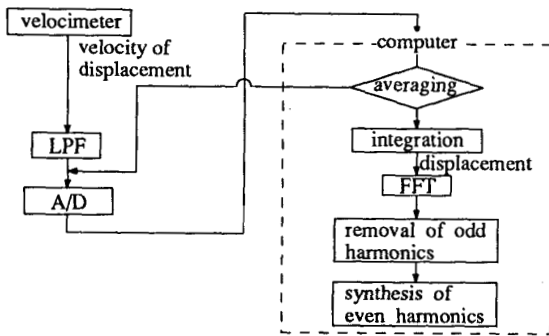 velocimeter
velocity of
displacement
LPF
A/D
computer
averaging
integration
displacement
FFT
removal of odd
harmonics
synthesis of
even harmonics